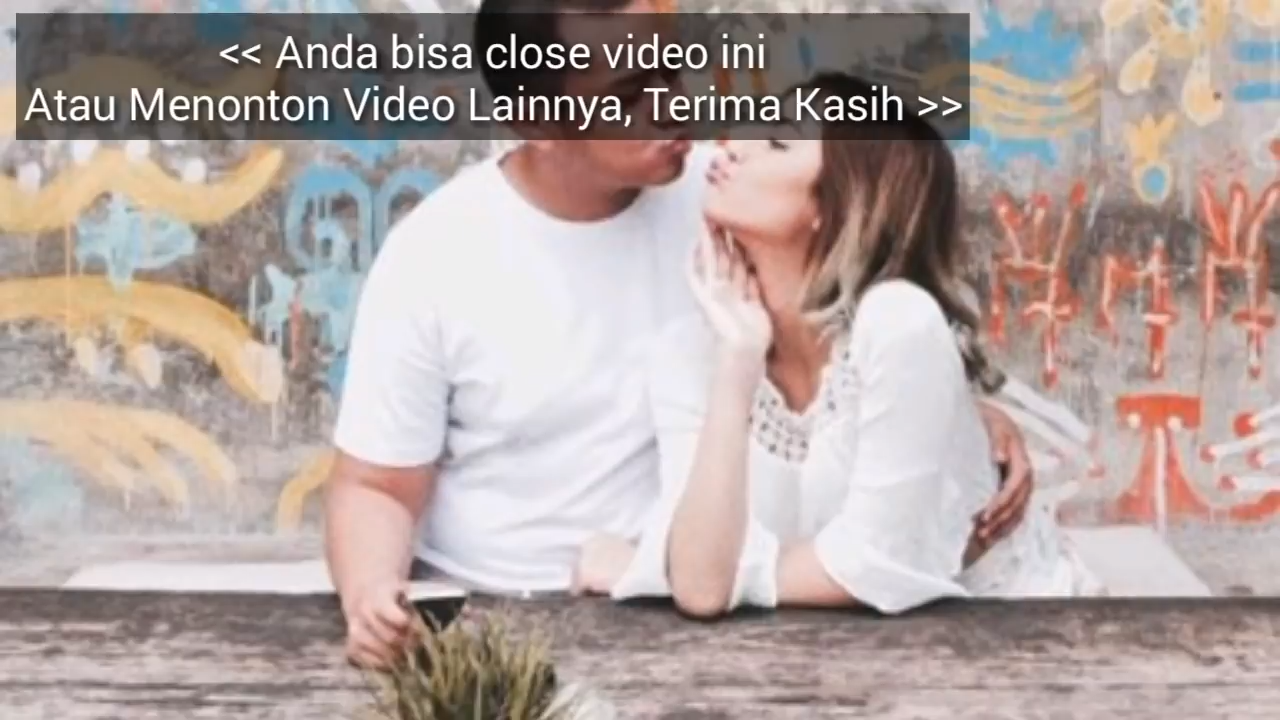 << Anda bisa close video ini
Atau Menonton Video Lainnya, Terima Kasih >>